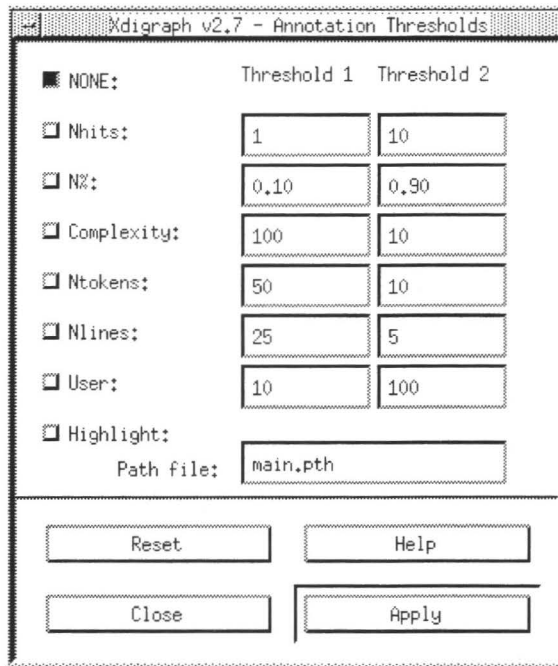 Xdigraph v2.7 - Annotation Thresholds
NONE: Threshold 1 Threshold 2
Nhits: 1 10
N%: 0.10 0.90
Complexity: 100 10
Ntokens: 50 10
Nlines: 25 5
User: 10 100
Highlight:
Path file: main.pth
Reset Help
Close Apply